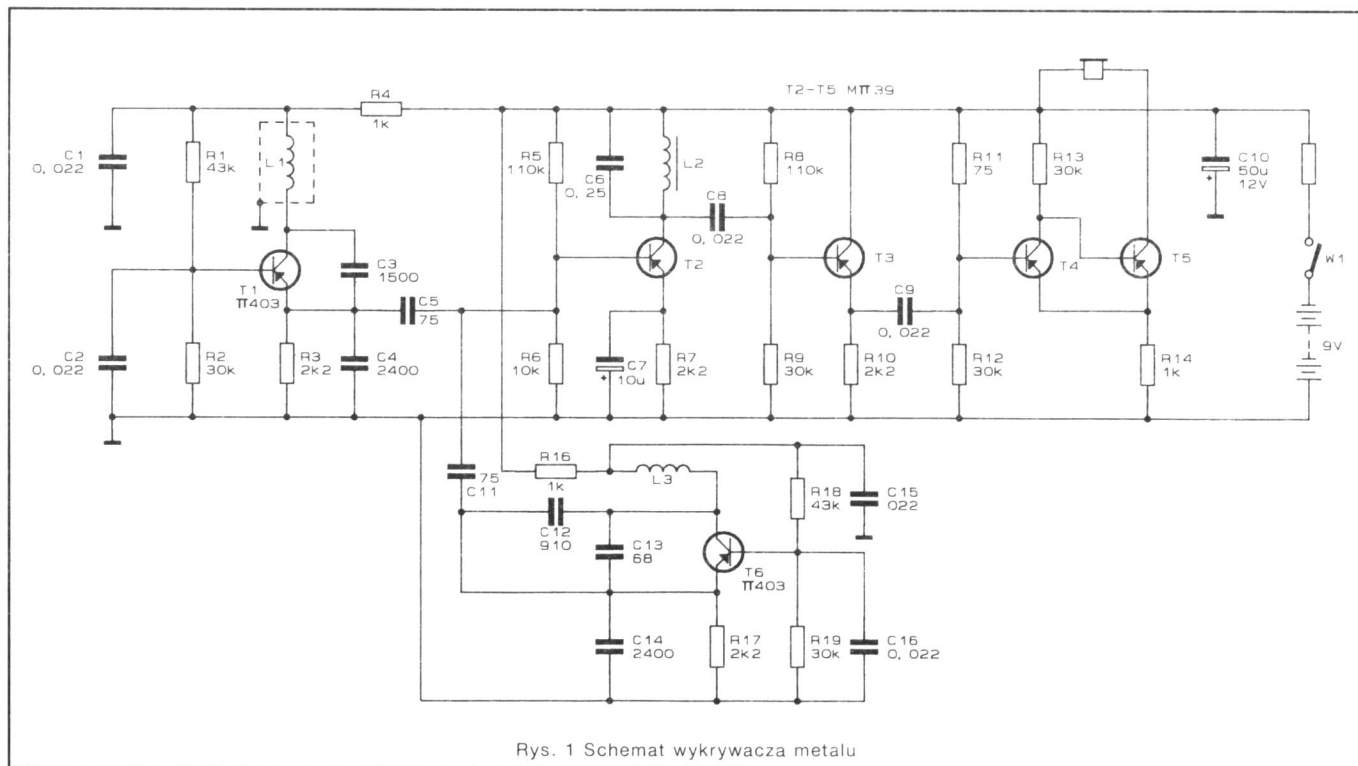 T2-T5 MΠ39
R4
1k
C1
0,022
R1
43k
L1
R5
110k
C6
0,25
L2
R8
110k
C8
0,022
R11
75
R13
30k
C10
50u
12V
+
W1
9V
T1
Π403
C3
1500
C5
75
T2
T3
C9
0,022
T4
T5
C2
0,022
R2
30k
R3
2k2
C4
2400
R6
10k
C7
10u
+
R7
2k2
R9
30k
R10
2k2
R12
30k
R14
1k
75
C11
R16
1k
L3
R18
43k
C15
022
C12
910
C13
68
T6
Π403
C14
2400
R17
2k2
R19
30k
C16
0,022
Rys. 1 Schemat wykrywacza metalu